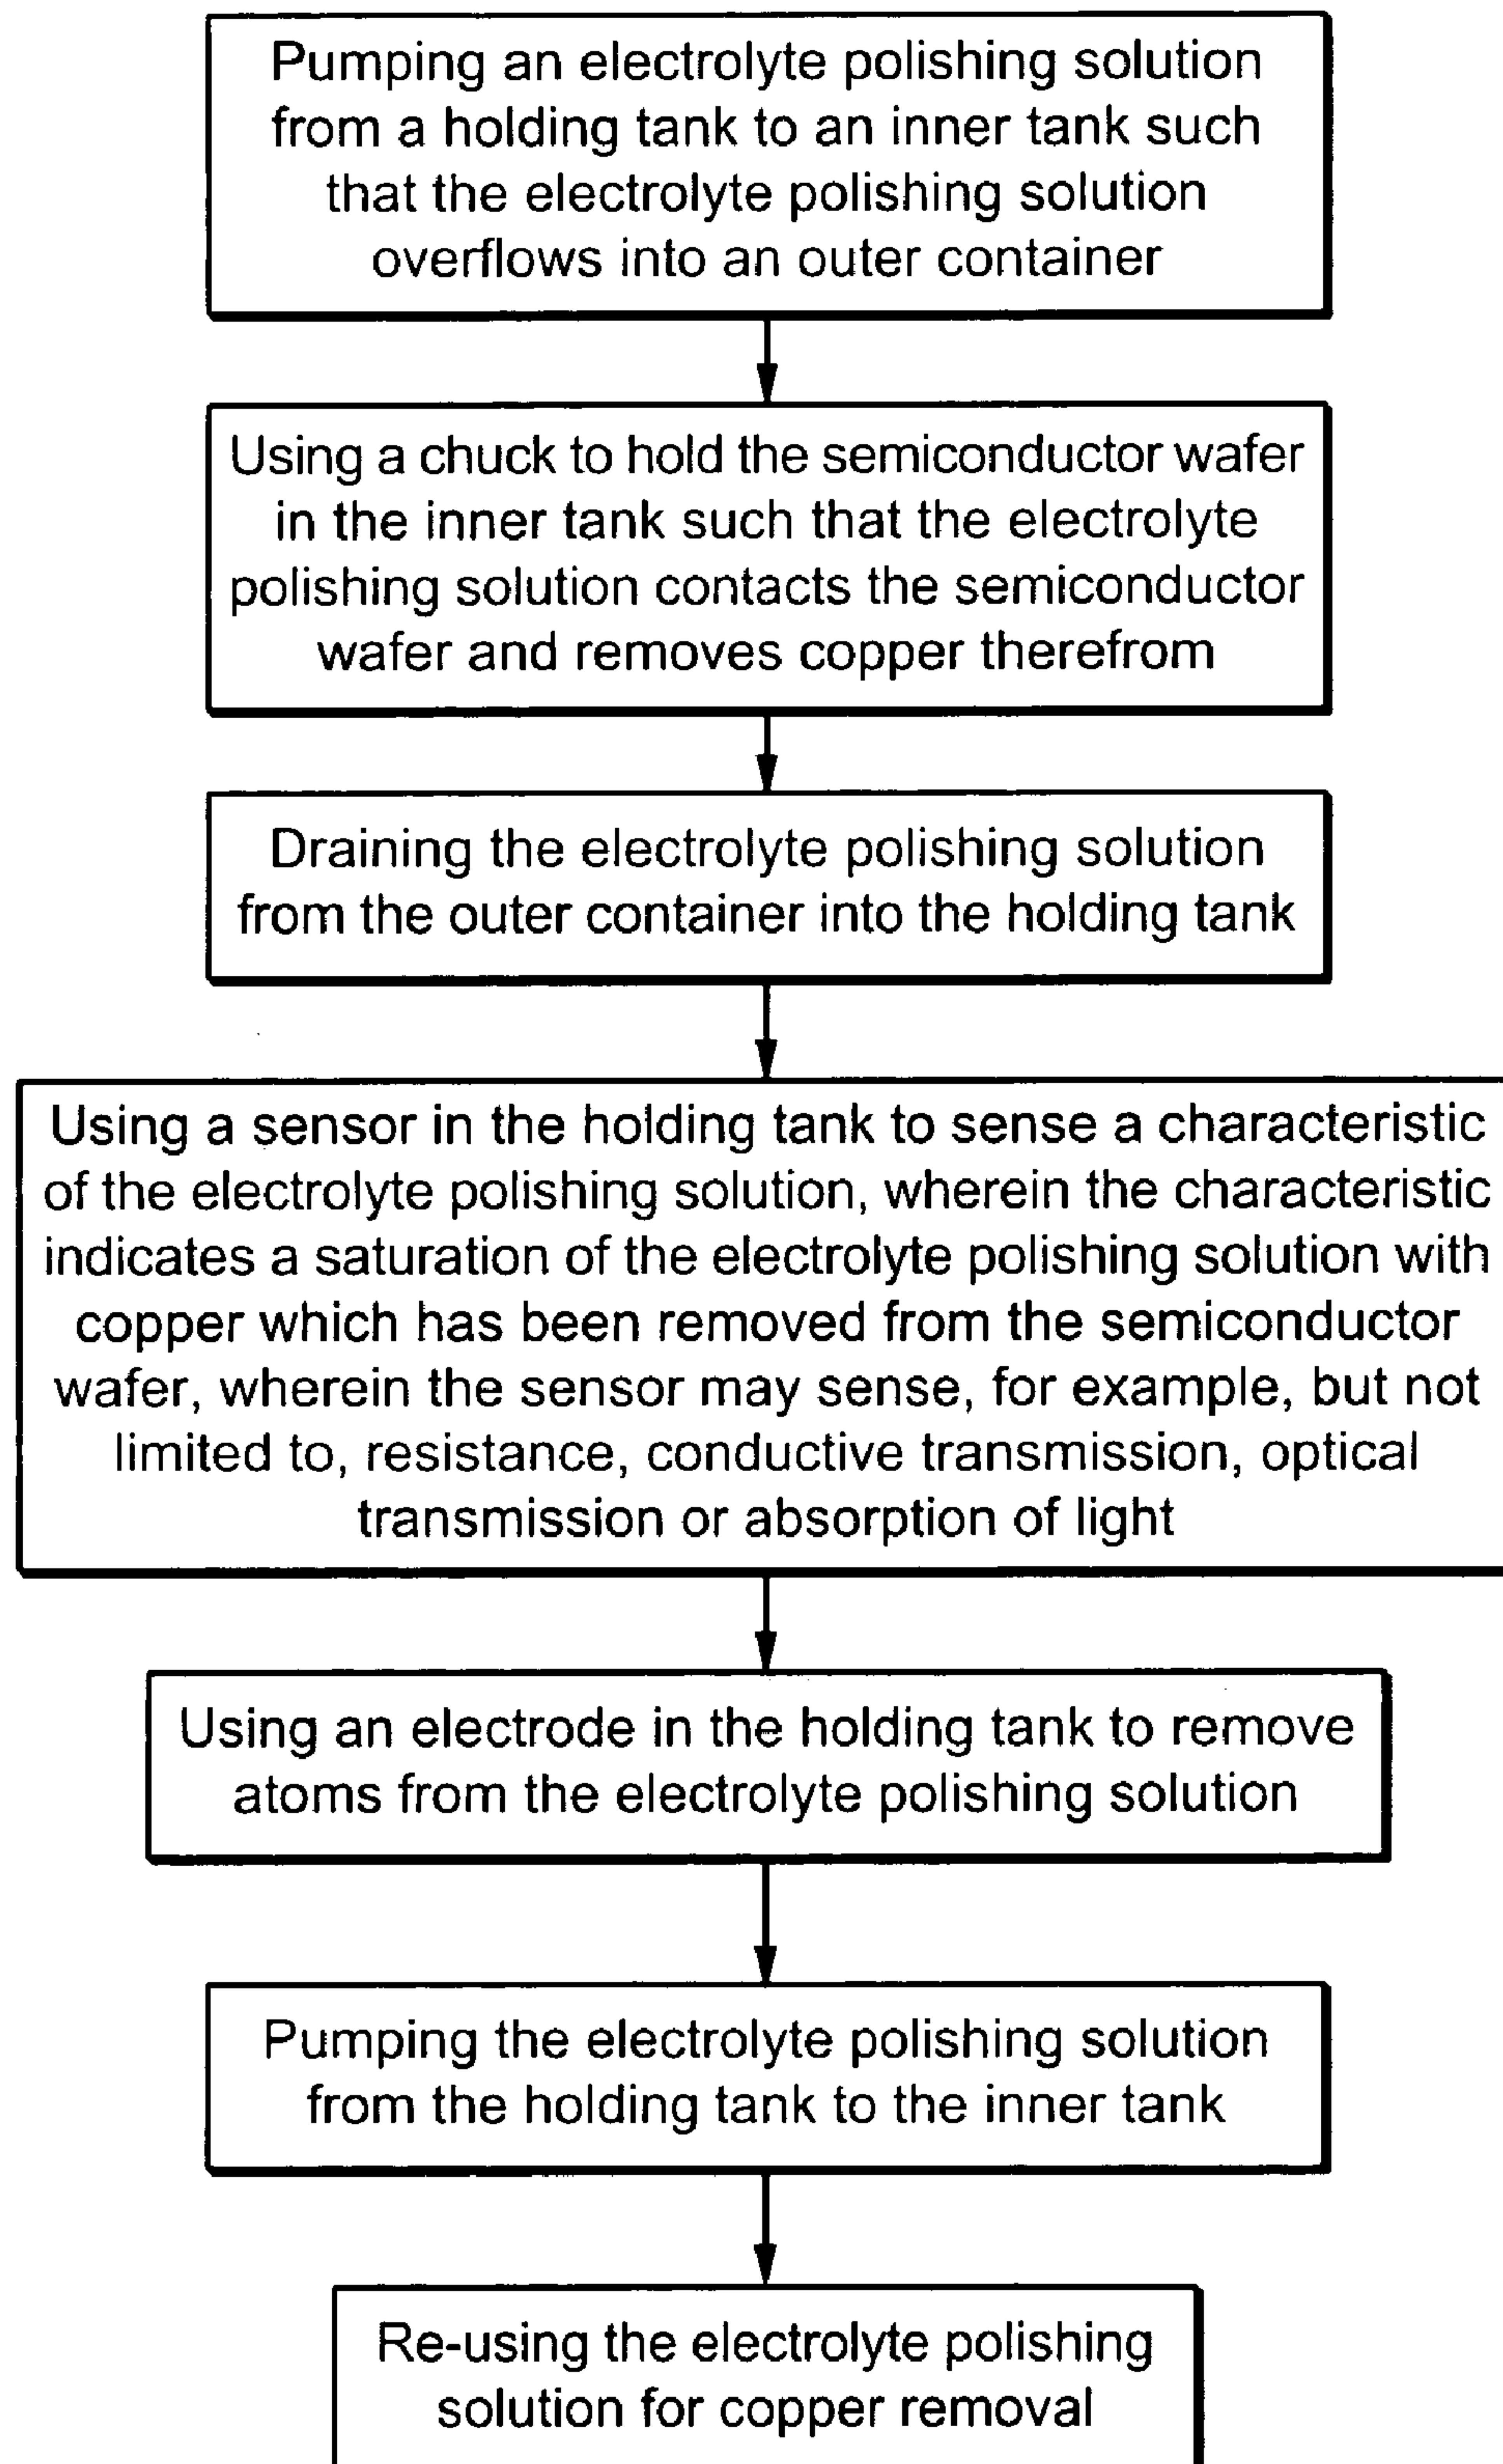 Pumping an electrolyte polishing solution
from a holding tank to an inner tank such
that the electrolyte polishing solution
overflows into an outer container
Using a chuck to hold the semiconductor wafer
in the inner tank such that the electrolyte
polishing solution contacts the semiconductor
wafer and removes copper therefrom
Draining the electrolyte polishing solution
from the outer container into the holding tank
Using a sensor in the holding tank to sense a characteristic
of the electrolyte polishing solution, wherein the characteristic
indicates a saturation of the electrolyte polishing solution with
copper which has been removed from the semiconductor
wafer, wherein the sensor may sense, for example, but not
limited to, resistance, conductive transmission, optical
transmission or absorption of light
Using an electrode in the holding tank to remove
atoms from the electrolyte polishing solution
Pumping the electrolyte polishing solution
from the holding tank to the inner tank
Re-using the electrolyte polishing
solution for copper removal